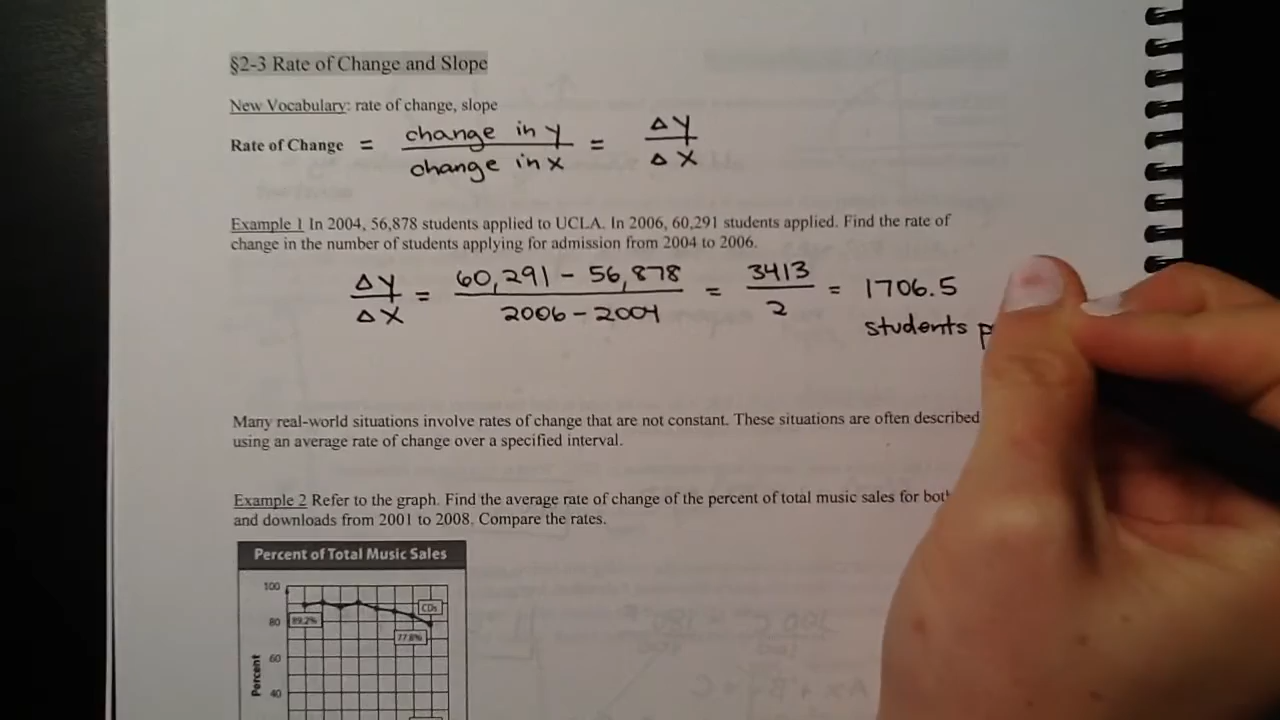 §2-3 Rate of Change and Slope
New Vocabulary: rate of change, slope
Rate of Change = change in y / change in x = Δy / Δx
Example 1 In 2004, 56,878 students applied to UCLA. In 2006, 60,291 students applied. Find the rate of
change in the number of students applying for admission from 2004 to 2006.
Δy / Δx = 60,291 - 56,878 / 2006 - 2004 = 3413 / 2 = 1706.5
students p
Many real-world situations involve rates of change that are not constant. These situations are often described
using an average rate of change over a specified interval.
Example 2 Refer to the graph. Find the average rate of change of the percent of total music sales for
and downloads from 2001 to 2008. Compare the rates.
Percent of Total Music Sales
100
CDs
80
89.2%
77.8%
60
Percent
40